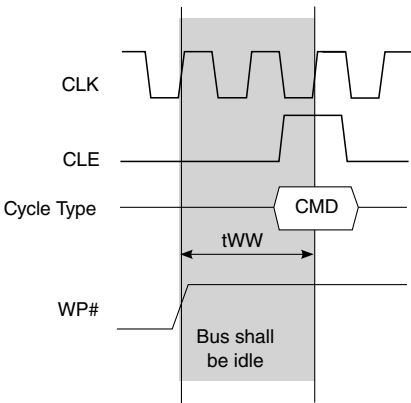 CLK
CLE
Cycle Type
CMD
tWW
WP#
Bus shall
be idle